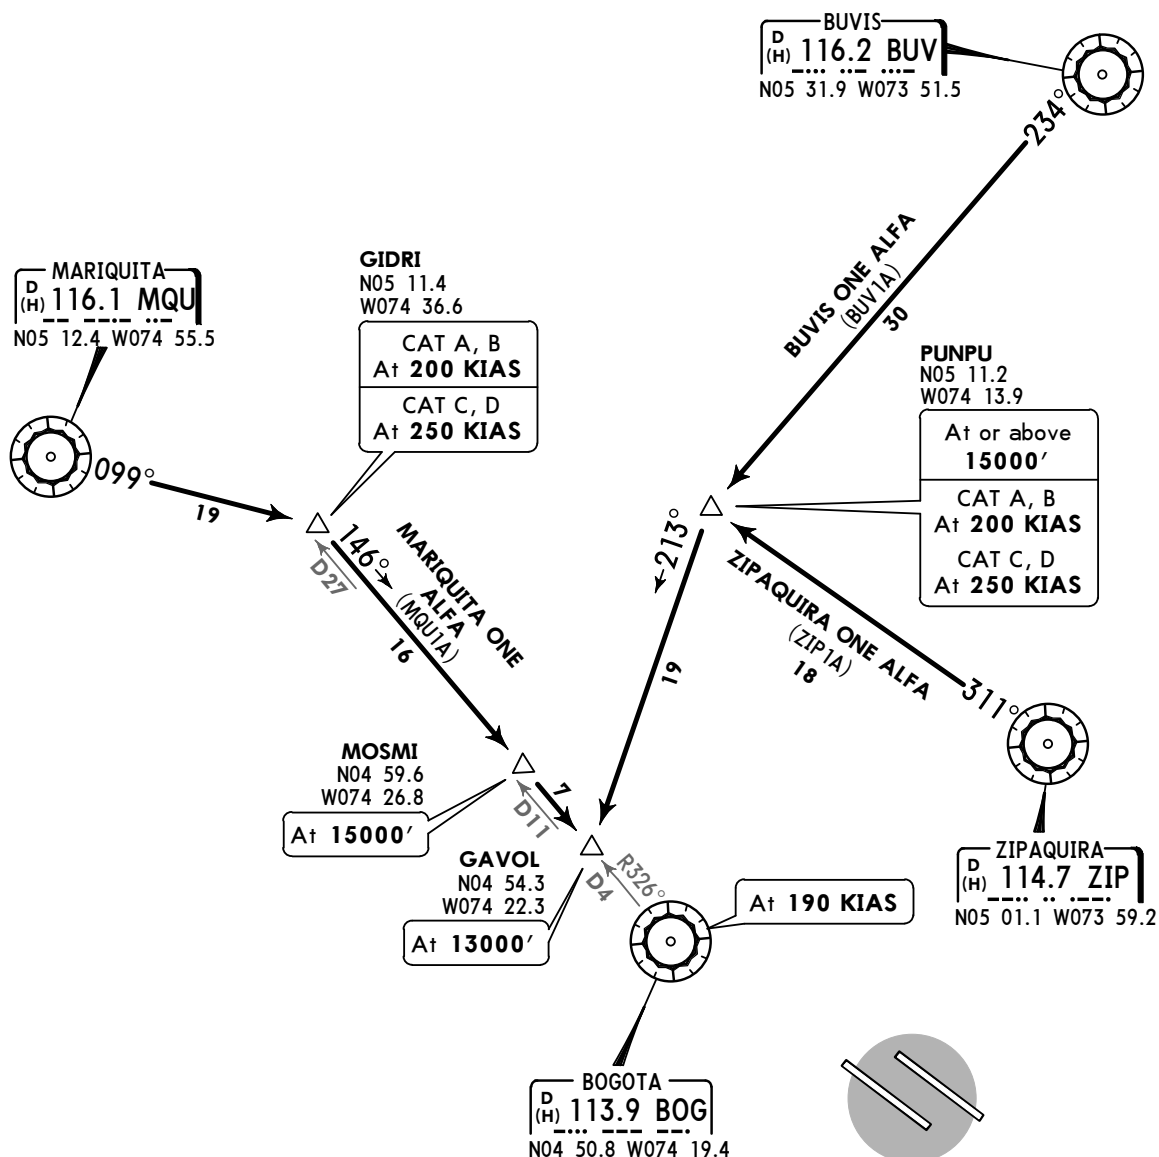 BUVIS
D
(H) 116.2 BUV
N05 31.9 W073 51.5
234°
BUVIS ONE ALFA
(BUV1A)
30
MARIQUITA
D
(H) 116.1 MQU
N05 12.4 W074 55.5
099°
19
GIDRI
N05 11.4
W074 36.6
CAT A, B
At 200 KIAS
CAT C, D
At 250 KIAS
PUNPU
N05 11.2
W074 13.9
At or above
15000'
CAT A, B
At 200 KIAS
CAT C, D
At 250 KIAS
D27
146°
MARIQUITA ONE
ALFA
(MQU1A)
16
213°
19
ZIPAQUIRA ONE ALFA
(ZIP1A)
18
311°
MOSMI
N04 59.6
W074 26.8
At 15000'
7
D11
GAVOL
N04 54.3
W074 22.3
At 13000'
R326°
D4
At 190 KIAS
ZIPAQUIRA
D
(H) 114.7 ZIP
N05 01.1 W073 59.2
BOGOTA
D
(H) 113.9 BOG
N04 50.8 W074 19.4